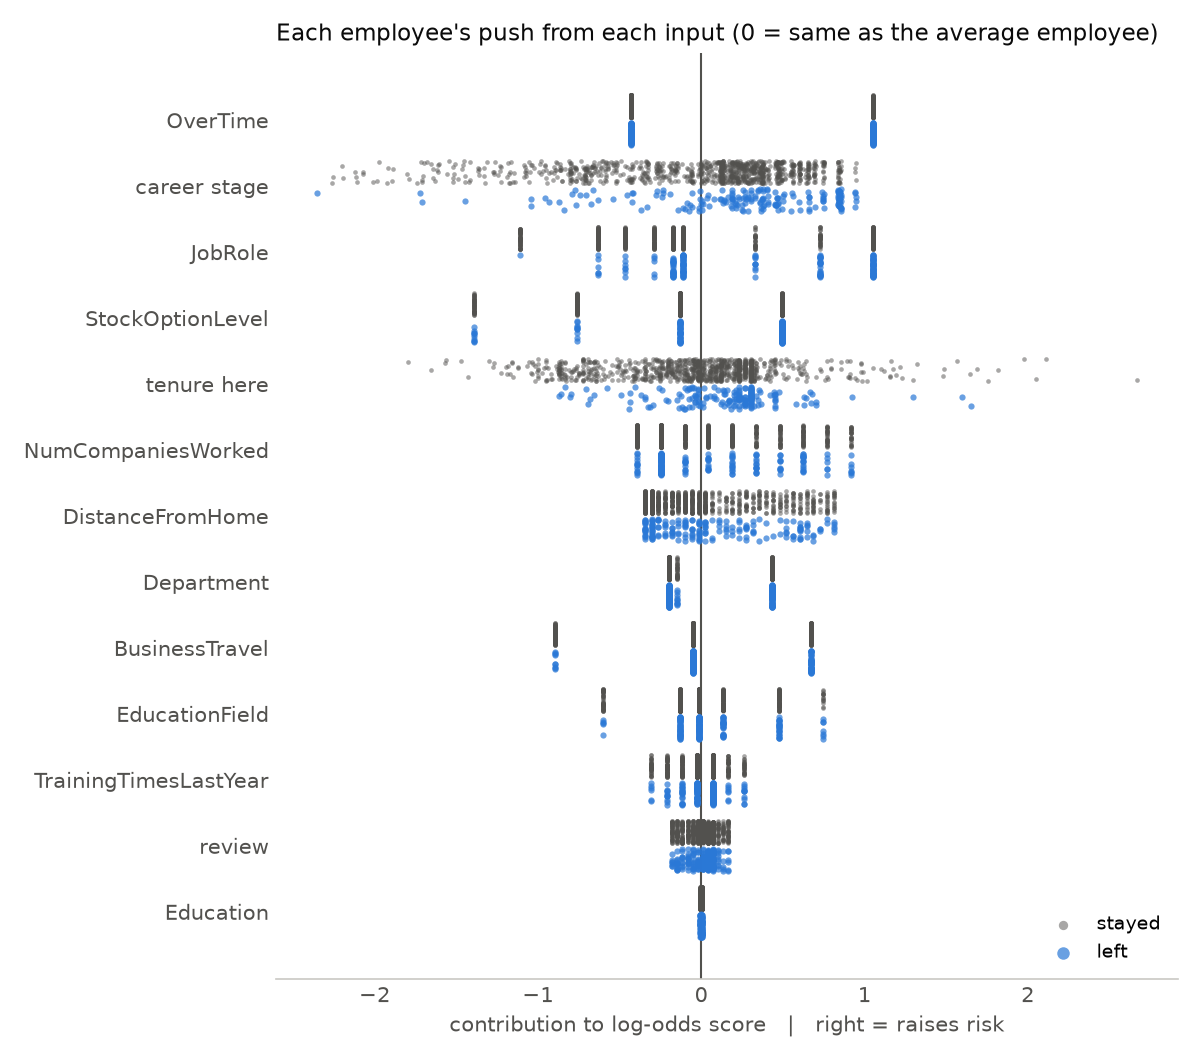 Each employee's push from each input (0 = same as the average employee)
OverTime
career stage
JobRole
StockOptionLevel
tenure here
NumCompaniesWorked
DistanceFromHome
Department
BusinessTravel
EducationField
TrainingTimesLastYear
review
Education
stayed
left
−2 −1 0 1 2
contribution to log-odds score | right = raises risk